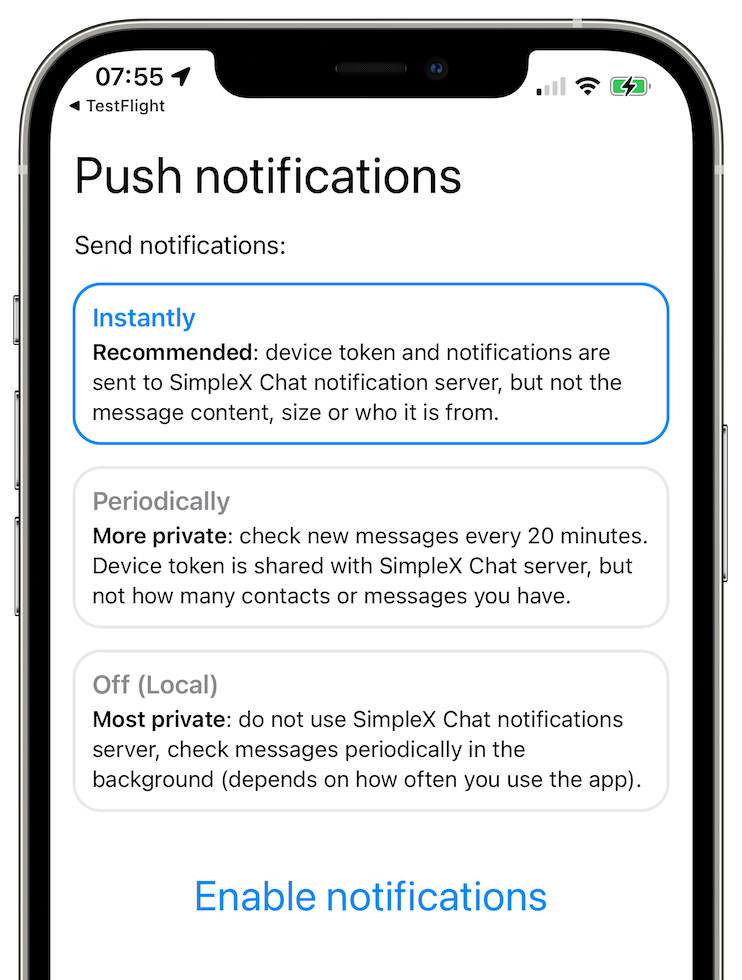 07:55
◀ TestFlight
Push notifications
Send notifications:
Instantly
Recommended: device token and notifications are
sent to SimpleX Chat notification server, but not the
message content, size or who it is from.
Periodically
More private: check new messages every 20 minutes.
Device token is shared with SimpleX Chat server, but
not how many contacts or messages you have.
Off (Local)
Most private: do not use SimpleX Chat notifications
server, check messages periodically in the
background (depends on how often you use the app).
Enable notifications